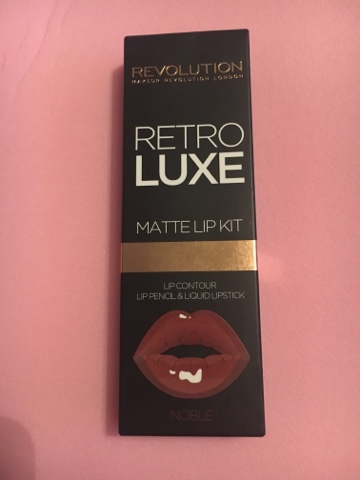 REVOLUTION
MAKEUP REVOLUTION LONDON
RETRO
LUXE
MATTE LIP KIT
LIP CONTOUR
LIP PENCIL & LIQUID LIPSTICK
NOBLE